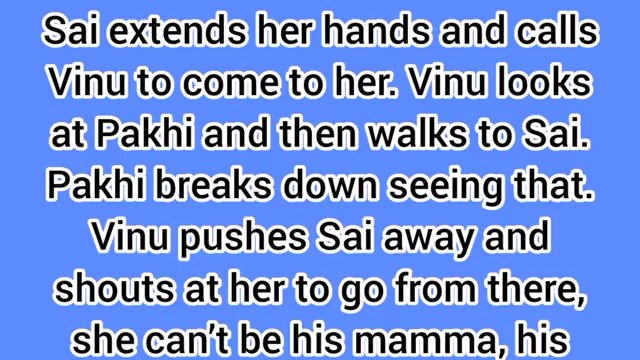 Sai extends her hands and calls
Vinu to come to her. Vinu looks
at Pakhi and then walks to Sai.
Pakhi breaks down seeing that.
Vinu pushes Sai away and
shouts at her to go from there,
she can’t be his mamma, his